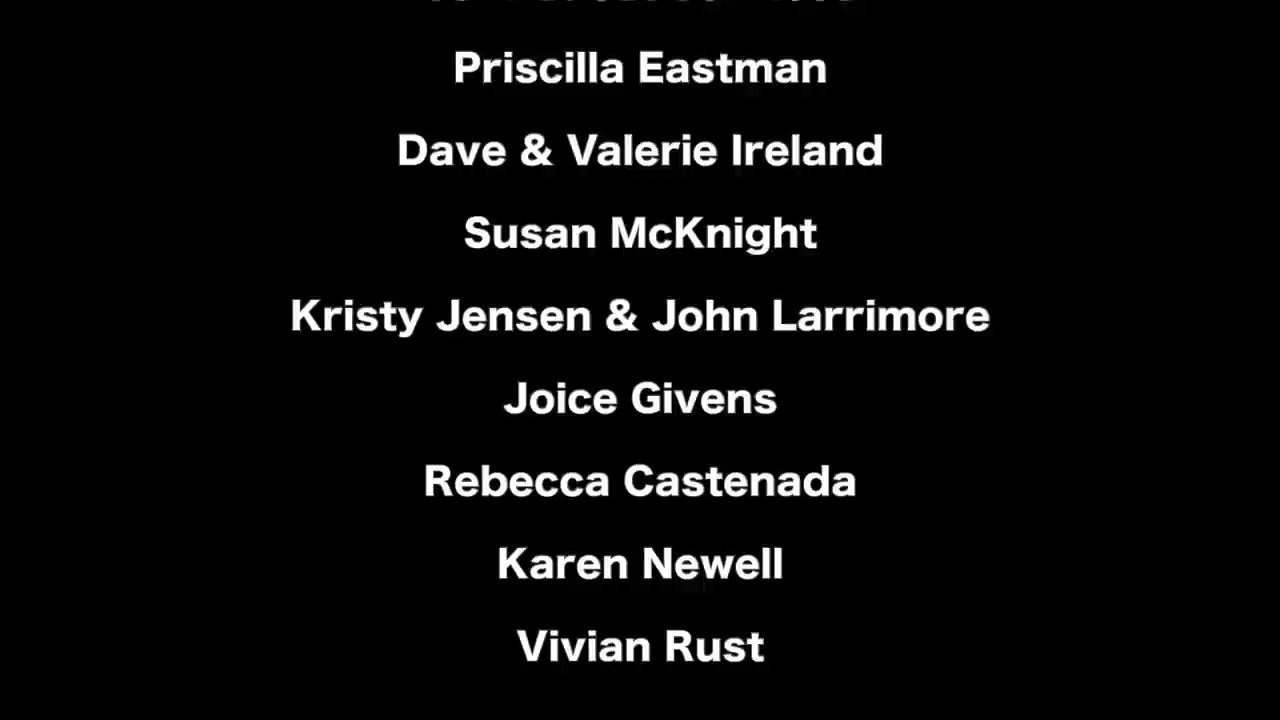 Priscilla Eastman
Dave & Valerie Ireland
Susan McKnight
Kristy Jensen & John Larrimore
Joice Givens
Rebecca Castenada
Karen Newell
Vivian Rust